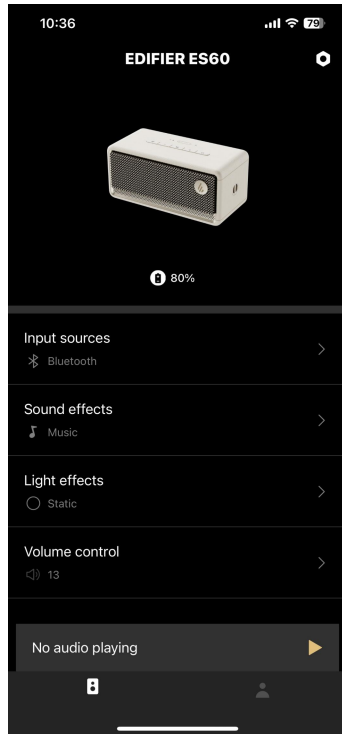 10:36
79
EDIFIER ES60
80%
Input sources
Bluetooth
Sound effects
Music
Light effects
Static
Volume control
13
No audio playing